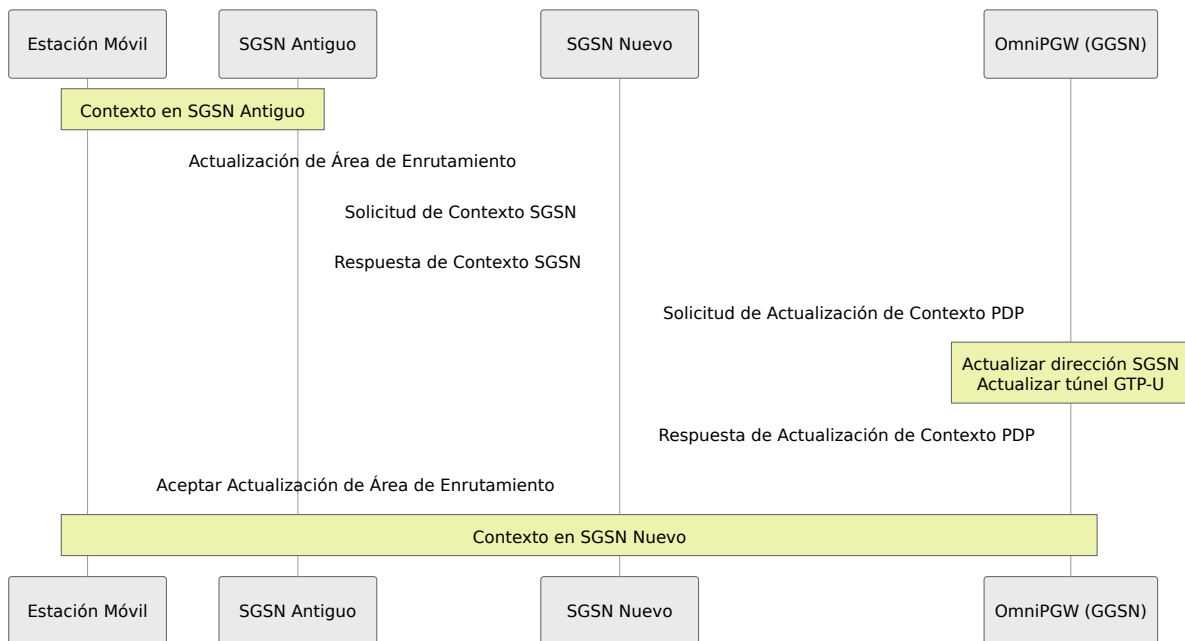 Estación Móvil
SGSN Antiguo
SGSN Nuevo
OmniPGW (GGSN)
Contexto en SGSN Antiguo
Actualización de Área de Enrutamiento
Solicitud de Contexto SGSN
Respuesta de Contexto SGSN
Solicitud de Actualización de Contexto PDP
Actualizar dirección SGSN
Actualizar túnel GTP-U
Respuesta de Actualización de Contexto PDP
Aceptar Actualización de Área de Enrutamiento
Contexto en SGSN Nuevo
Estación Móvil
SGSN Antiguo
SGSN Nuevo
OmniPGW (GGSN)